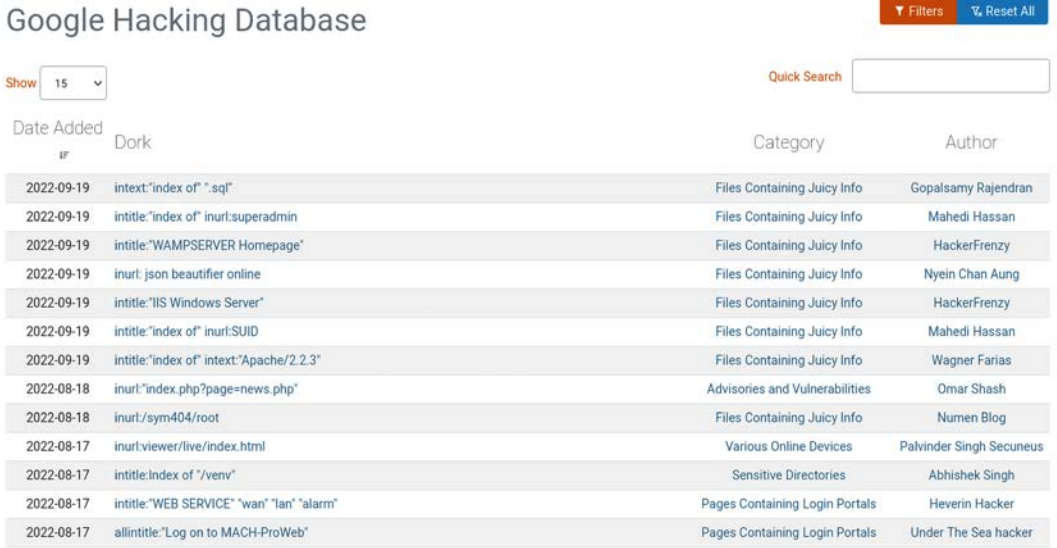 Google Hacking Database
Filters
Reset All
Show 15
Quick Search
Date Added Dork Category Author
2022-09-19 intext:"index of" ".sql" Files Containing Juicy Info Gopalsamy Rajendran
2022-09-19 intitle:"index of" inurl:superadmin Files Containing Juicy Info Mahedi Hassan
2022-09-19 intitle:"WAMPSERVER Homepage" Files Containing Juicy Info HackerFrenzy
2022-09-19 inurl: json beautifier online Files Containing Juicy Info Nyein Chan Aung
2022-09-19 intitle:"IIS Windows Server" Files Containing Juicy Info HackerFrenzy
2022-09-19 intitle:"index of" inurl:SUID Files Containing Juicy Info Mahedi Hassan
2022-09-19 intitle:"index of" intext:"Apache/2.2.3" Files Containing Juicy Info Wagner Farias
2022-08-18 inurl:"index.php?page=news.php" Advisories and Vulnerabilities Omar Shash
2022-08-18 inurl:/sym404/root Files Containing Juicy Info Numen Blog
2022-08-17 inurl:viewer/live/index.html Various Online Devices Palvinder Singh Secuneus
2022-08-17 intitle:Index of "/venv" Sensitive Directories Abhishek Singh
2022-08-17 intitle:"WEB SERVICE" "wan" "lan" "alarm" Pages Containing Login Portals Heverin Hacker
2022-08-17 allintitle:"Log on to MACH-ProWeb" Pages Containing Login Portals Under The Sea hacker